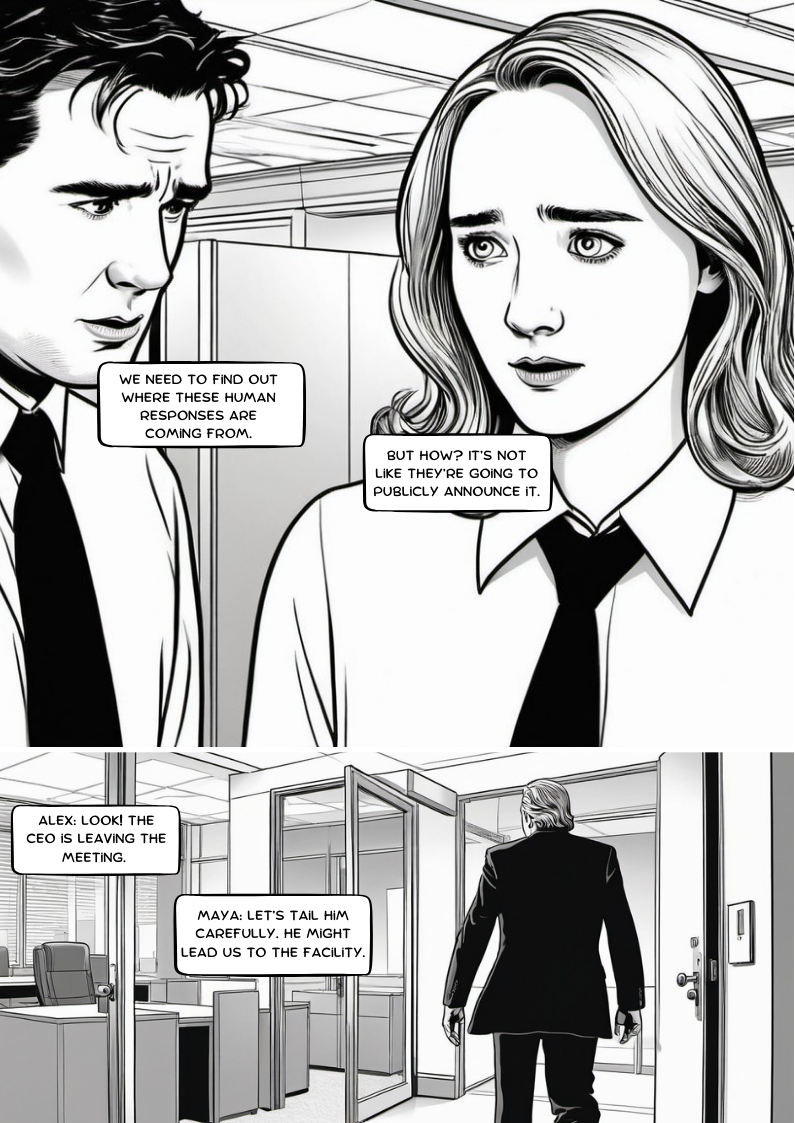 WE NEED TO FIND OUT
WHERE THESE HUMAN
RESPONSES ARE
COMING FROM.
BUT HOW? IT'S NOT
LIKE THEY'RE GOING TO
PUBLICLY ANNOUNCE IT.
ALEX: LOOK! THE
CEO IS LEAVING THE
MEETING.
MAYA: LET'S TAIL HIM
CAREFULLY. HE MIGHT
LEAD US TO THE FACILITY.